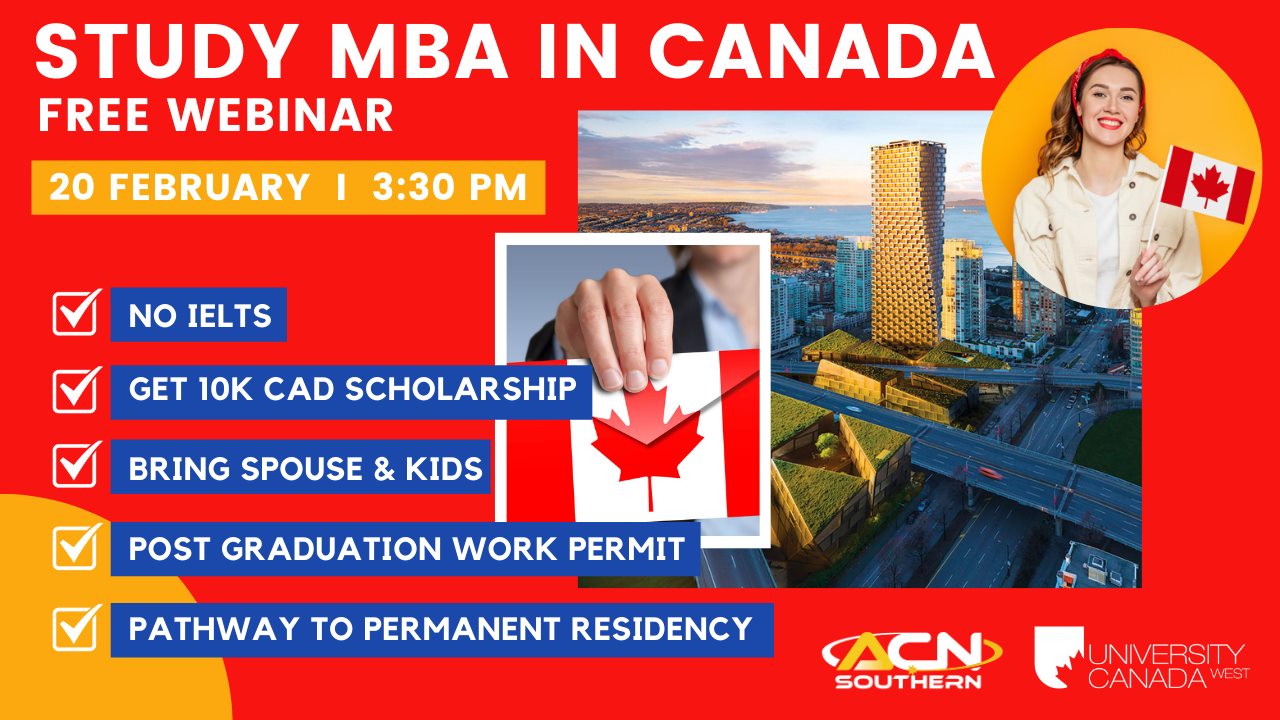 STUDY MBA IN CANADA
FREE WEBINAR
20 FEBRUARY I 3:30 PM
NO IELTS
GET 10K CAD SCHOLARSHIP
BRING SPOUSE & KIDS
POST GRADUATION WORK PERMIT
PATHWAY TO PERMANENT RESIDENCY
ACN
SOUTHERN
UNIVERSITY
CANADA WEST